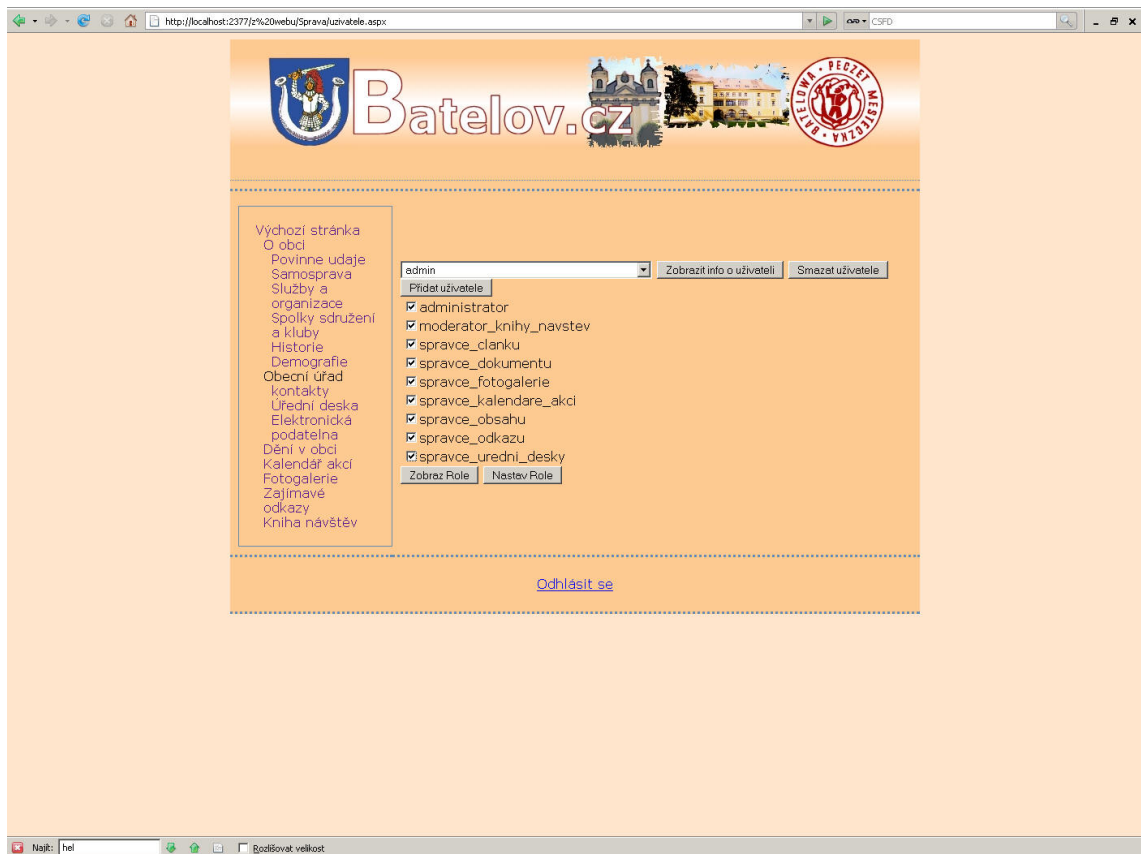 http://localhost:2377/z%20webu/Sprava/uzivatele.aspx
CSFD
Batelov.cz
BATELOWA · PECZET MESTECZKA ·
Výchozí stránka
O obci
Povinne udaje
Samosprava
Služby a
organizace
Spolky sdružení
a kluby
Historie
Demografie
Obecní úřad
kontakty
Úřední deska
Elektronická
podatelna
Dění v obci
Kalendář akcí
Fotogalerie
Zajímavé
odkazy
Kniha návštěv
admin Zobrazit info o uživateli Smazat uživatele
Přidat uživatele
administrator
moderator_knihy_navstev
spravce_clanku
spravce_dokumentu
spravce_fotogalerie
spravce_kalendare_akci
spravce_obsahu
spravce_odkazu
spravce_uredni_desky
Zobraz Role Nastav Role
Odhlásit se
Najít: hel Rozlišovat velikost